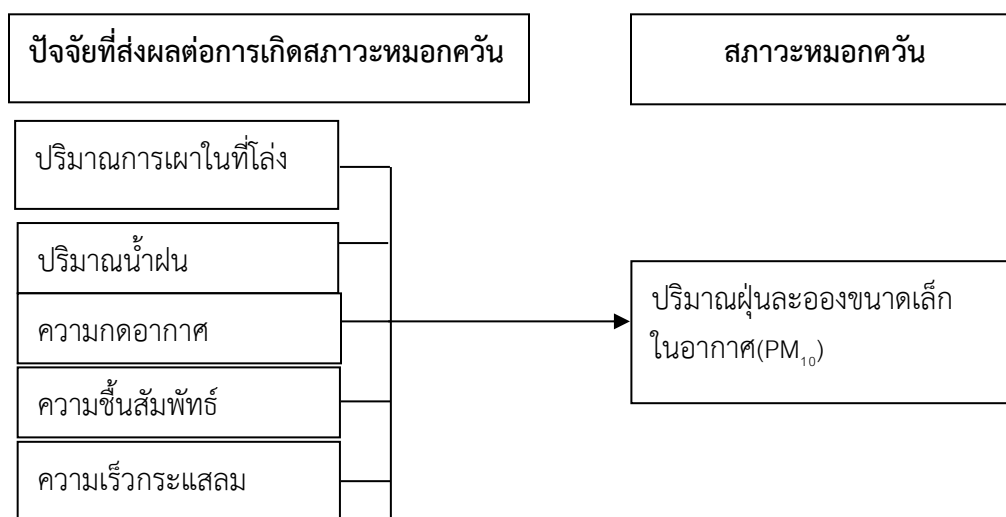 ปัจจัยที่ส่งผลต่อการเกิดสภาวะหมอกควัน
สภาวะหมอกควัน
ปริมาณการเผาในที่โล่ง
ปริมาณน้ำฝน
ความกดอากาศ
ความชื้นสัมพัทธ์
ความเร็วกระแสลม
ปริมาณฝุ่นละอองขนาดเล็ก
ในอากาศ(PM₁₀)